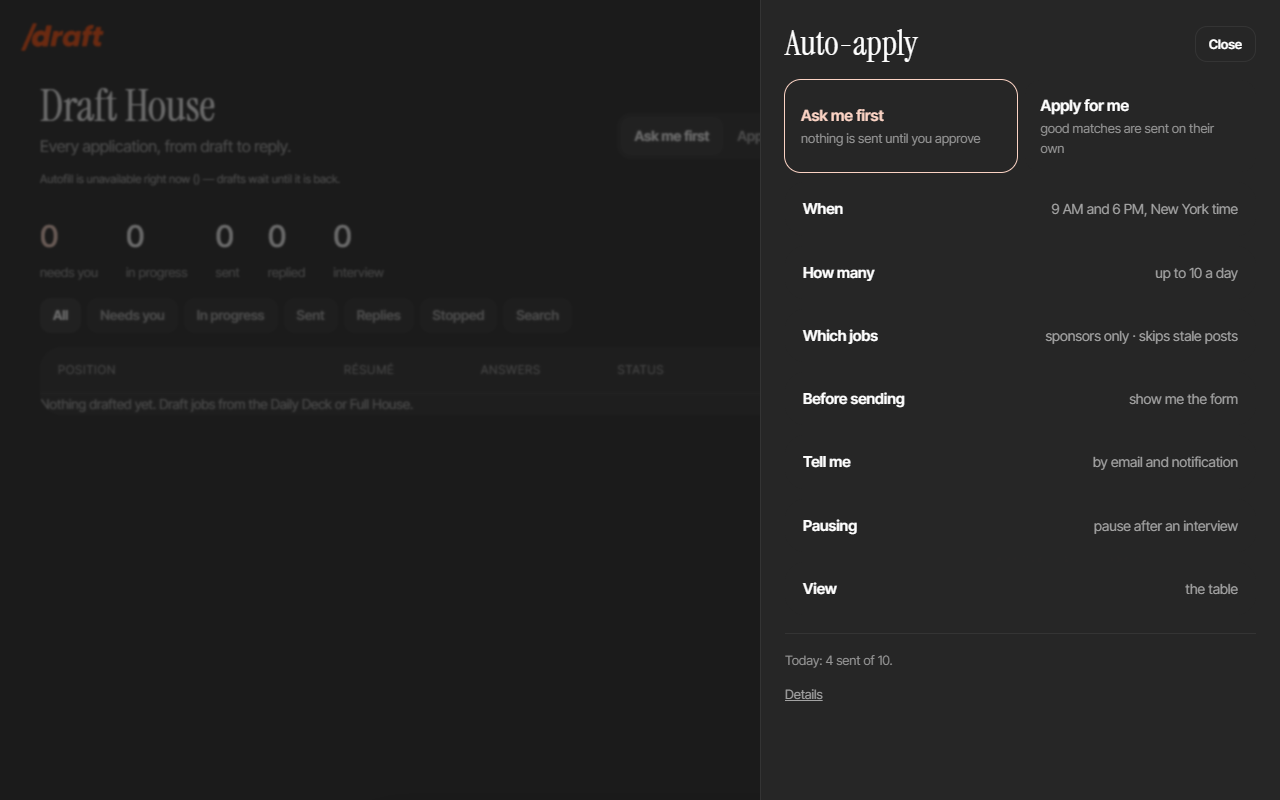 /draft
Draft House
Every application, from draft to reply.
Autofill is unavailable right now () — drafts wait until it is back.
Ask me first
App
0
0
0
0
0
needs you
in progress
sent
replied
interview
All
Needs you
In progress
Sent
Replies
Stopped
Search
POSITION
RÉSUMÉ
ANSWERS
STATUS
Nothing drafted yet. Draft jobs from the Daily Deck or Full House.
Auto-apply
Close
Ask me first
nothing is sent until you approve
Apply for me
good matches are sent on their
own
When
9 AM and 6 PM, New York time
How many
up to 10 a day
Which jobs
sponsors only · skips stale posts
Before sending
show me the form
Tell me
by email and notification
Pausing
pause after an interview
View
the table
Today: 4 sent of 10.
Details